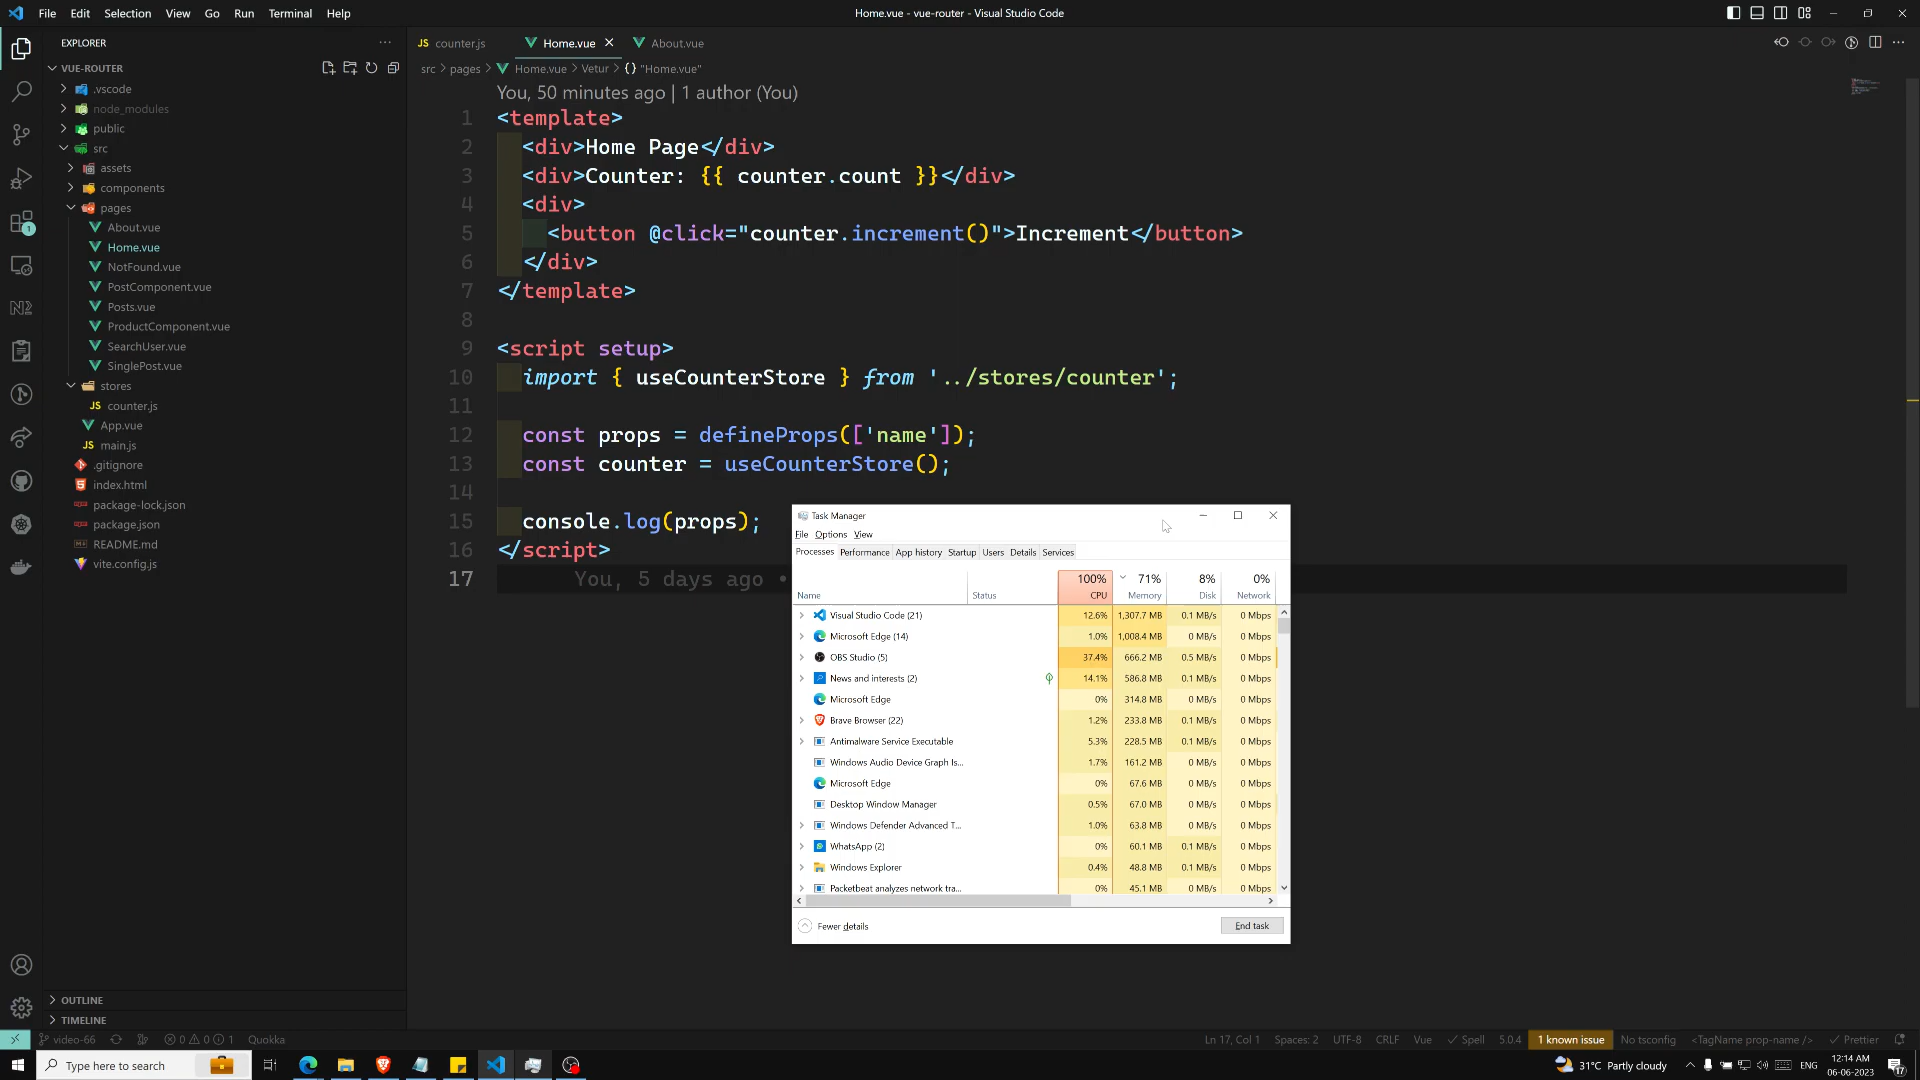 File Edit Selection View Go Run Terminal Help
Home.vue - vue-router - Visual Studio Code
EXPLORER
VUE-ROUTER
.vscode
node_modules
public
src
assets
components
pages
About.vue
Home.vue
NotFound.vue
PostComponent.vue
Posts.vue
ProductComponent.vue
SearchUser.vue
SinglePost.vue
stores
JS counter.js
App.vue
JS main.js
.gitignore
index.html
package-lock.json
package.json
README.md
vite.config.js
OUTLINE
TIMELINE
JS counter.js Home.vue About.vue
src > pages > Home.vue > Vetur > {} "Home.vue"
You, 50 minutes ago | 1 author (You)
1 <template>
2 <div>Home Page</div>
3 <div>Counter: {{ counter.count }}</div>
4 <div>
5 <button @click="counter.increment()">Increment</button>
6 </div>
7 </template>
8
9 <script setup>
10 import { useCounterStore } from '../stores/counter';
11
12 const props = defineProps(['name']);
13 const counter = useCounterStore();
14
15 console.log(props);
16 </script>
17 You, 5 days ago •
Task Manager
File Options View
Processes Performance App history Startup Users Details Services
100% 71% 8% 0%
Name Status CPU Memory Disk Network
Visual Studio Code (21) 12.6% 1,307.7 MB 0.1 MB/s 0 Mbps
Microsoft Edge (14) 1.0% 1,008.4 MB 0 MB/s 0 Mbps
OBS Studio (5) 37.4% 666.2 MB 0.5 MB/s 0 Mbps
News and interests (2) 14.1% 586.8 MB 0.1 MB/s 0 Mbps
Microsoft Edge 0% 314.8 MB 0 MB/s 0 Mbps
Brave Browser (22) 1.2% 233.8 MB 0.1 MB/s 0 Mbps
Antimalware Service Executable 5.3% 228.5 MB 0.1 MB/s 0 Mbps
Windows Audio Device Graph Is... 1.7% 161.2 MB 0 MB/s 0 Mbps
Microsoft Edge 0% 67.6 MB 0 MB/s 0 Mbps
Desktop Window Manager 0.5% 67.0 MB 0 MB/s 0 Mbps
Windows Defender Advanced T... 1.0% 63.8 MB 0 MB/s 0 Mbps
WhatsApp (2) 0% 60.1 MB 0.1 MB/s 0 Mbps
Windows Explorer 0.4% 48.8 MB 0.1 MB/s 0 Mbps
Packetbeat analyzes network tra... 0% 45.1 MB 0 MB/s 0 Mbps
Fewer details End task
video-66 0 0 1 Quokka
Ln 17, Col 1 Spaces: 2 UTF-8 CRLF Vue Spell 5.0.4 1 known issue No tsconfig <TagName prop-name /> Prettier
Type here to search
31°C Partly cloudy ENG 12:14 AM
06-06-2023
17